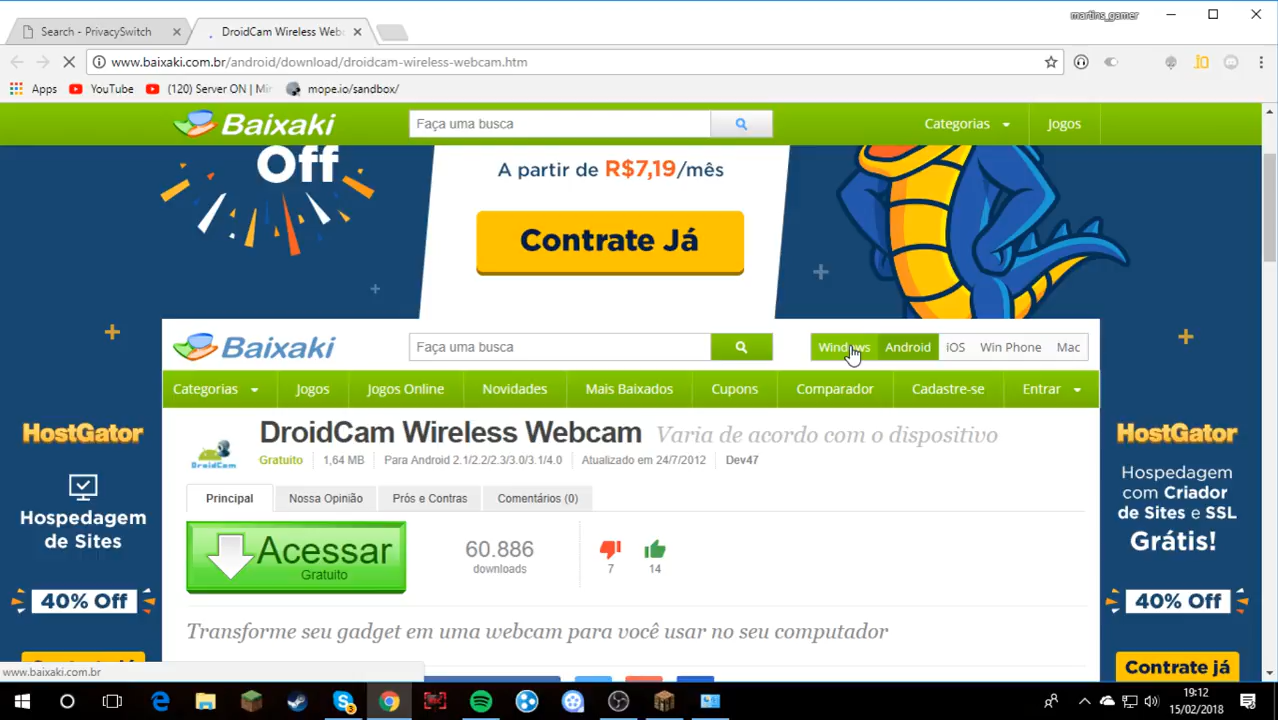 martins_gamer
Search - PrivacySwitch
DroidCam Wireless Web
www.baixaki.com.br/android/download/droidcam-wireless-webcam.htm
Apps
YouTube
(120) Server ON | Mi
mope.io/sandbox/
Baixaki
Faça uma busca
Categorias
Jogos
Off
A partir de R$7,19/mês
Contrate Já
Baixaki
Faça uma busca
Windows
Android
iOS
Win Phone
Mac
Categorias
Jogos
Jogos Online
Novidades
Mais Baixados
Cupons
Comparador
Cadastre-se
Entrar
DroidCam Wireless Webcam Varia de acordo com o dispositivo
DroidCam
Gratuito
1,64 MB
Para Android 2.1/2.2/2.3/3.0/3.1/4.0
Atualizado em 24/7/2012
Dev47
Principal
Nossa Opinião
Prós e Contras
Comentários (0)
Acessar
Gratuito
60.886
downloads
7
14
Transforme seu gadget em uma webcam para você usar no seu computador
HostGator
Hospedagem
de Sites
40% Off
HostGator
Hospedagem
com Criador
de Sites e SSL
Grátis!
40% Off
Contrate já
www.baixaki.com.br
19:12
15/02/2018